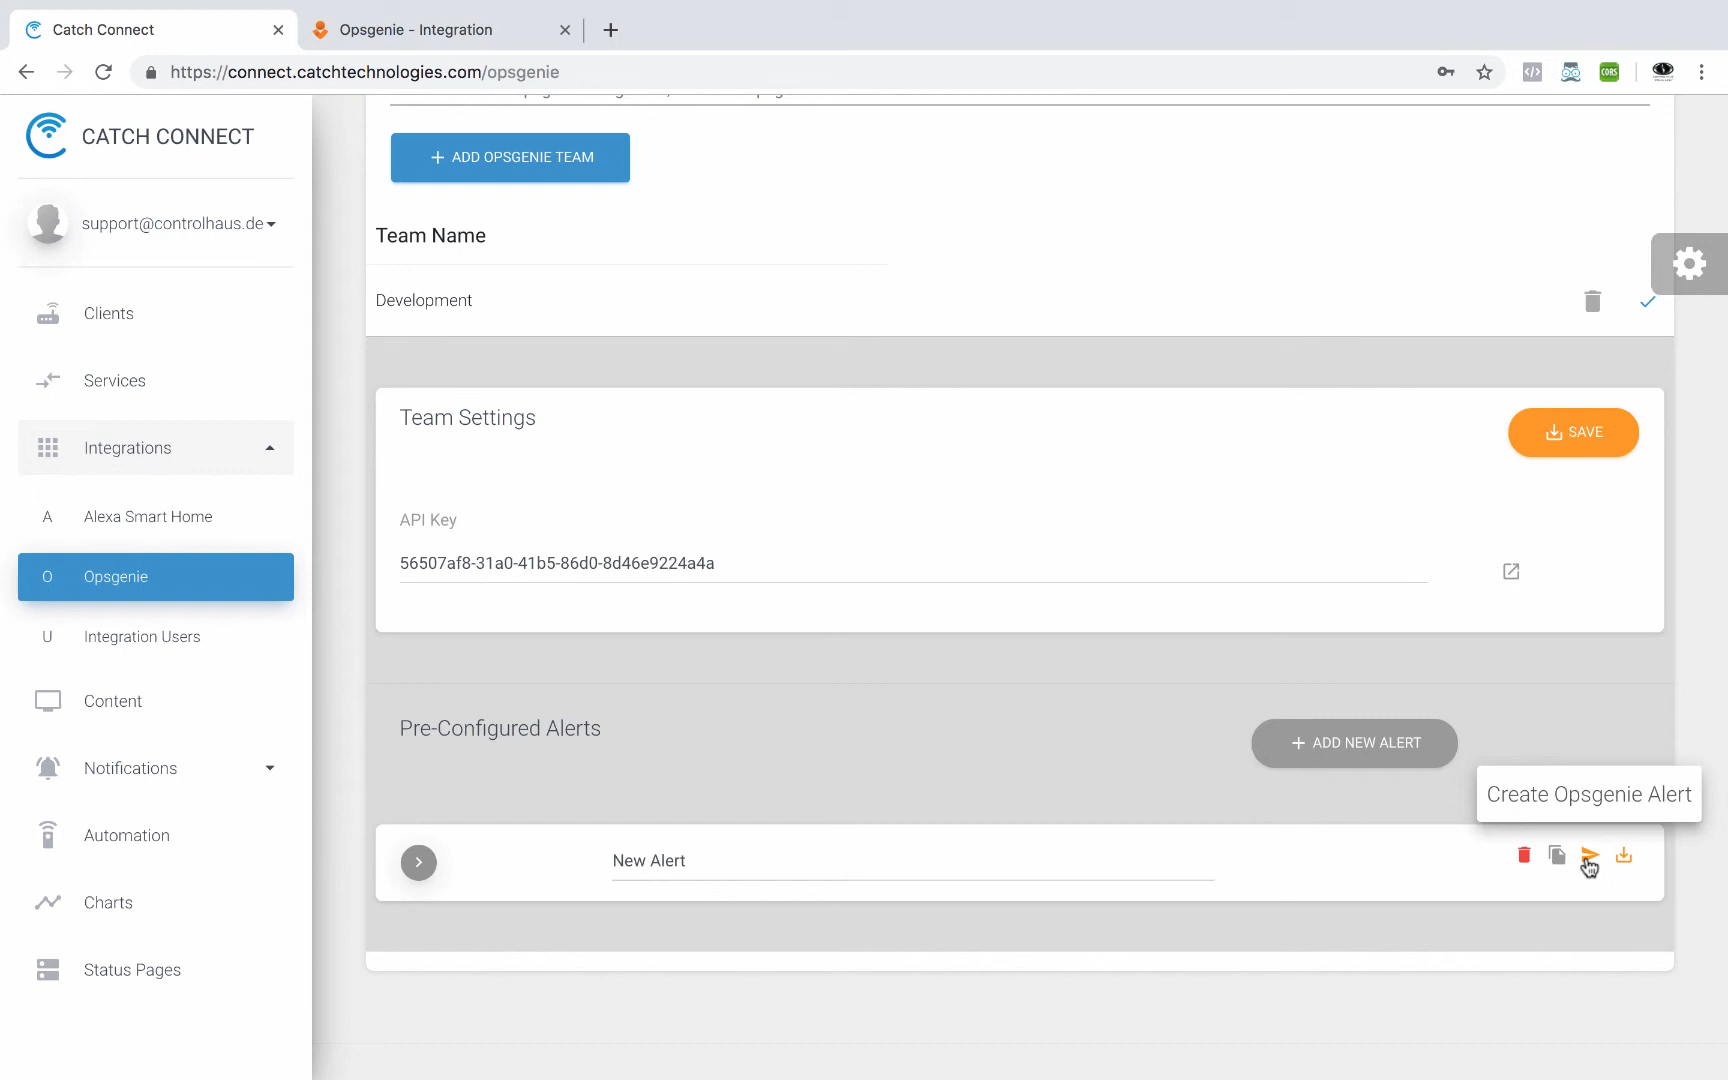 Catch Connect
Opsgenie - Integration
https://connect.catchtechnologies.com/opsgenie
CORS
CATCH CONNECT
support@controlhaus.de
Clients
Services
Integrations
A Alexa Smart Home
O Opsgenie
U Integration Users
Content
Notifications
Automation
Charts
Status Pages
+ ADD OPSGENIE TEAM
Team Name
Development
Team Settings
SAVE
API Key
56507af8-31a0-41b5-86d0-8d46e9224a4a
Pre-Configured Alerts
+ ADD NEW ALERT
Create Opsgenie Alert
New Alert